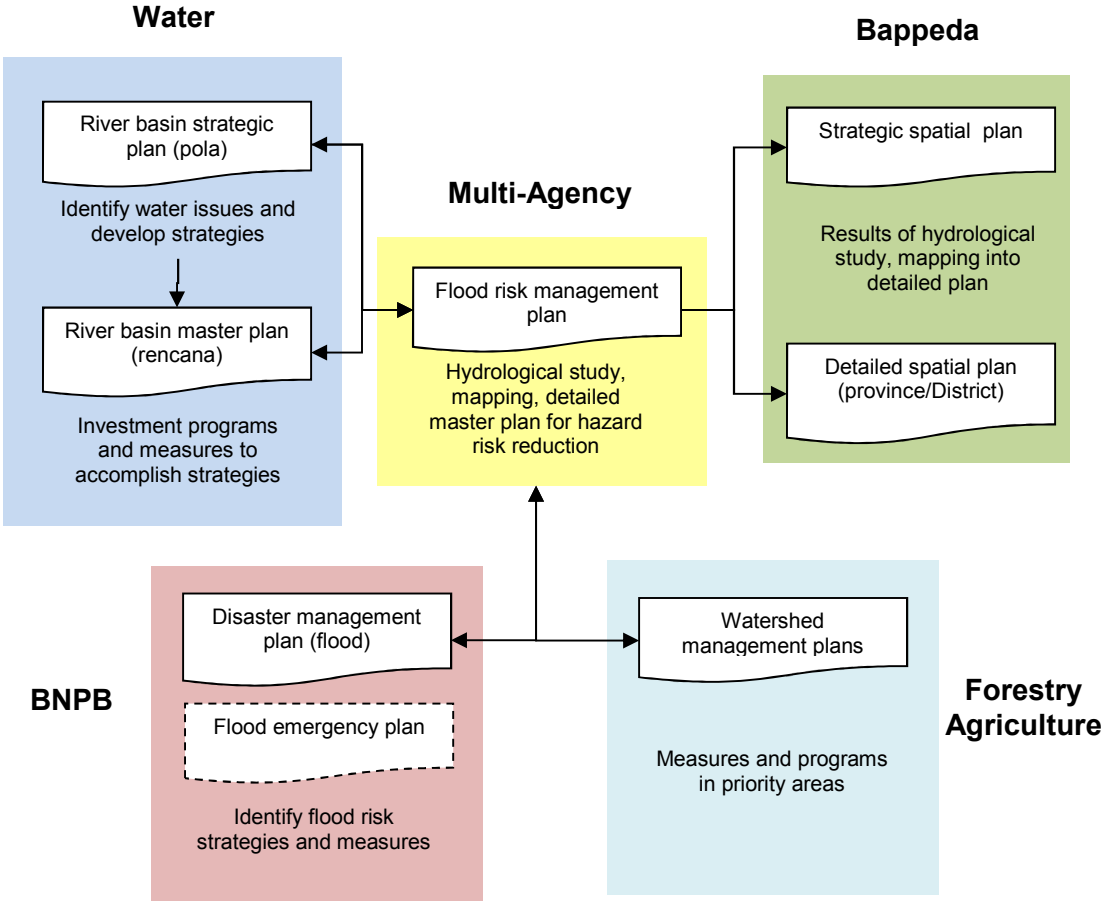 Water
River basin strategic
plan (pola)
Identify water issues and
develop strategies
River basin master plan
(rencana)
Investment programs
and measures to
accomplish strategies
Multi-Agency
Flood risk management
plan
Hydrological study,
mapping, detailed
master plan for hazard
risk reduction
Bappeda
Strategic spatial plan
Results of hydrological
study, mapping into
detailed plan
Detailed spatial plan
(province/District)
BNPB
Disaster management
plan (flood)
Flood emergency plan
Identify flood risk
strategies and measures
Watershed
management plans
Measures and programs
in priority areas
Forestry
Agriculture